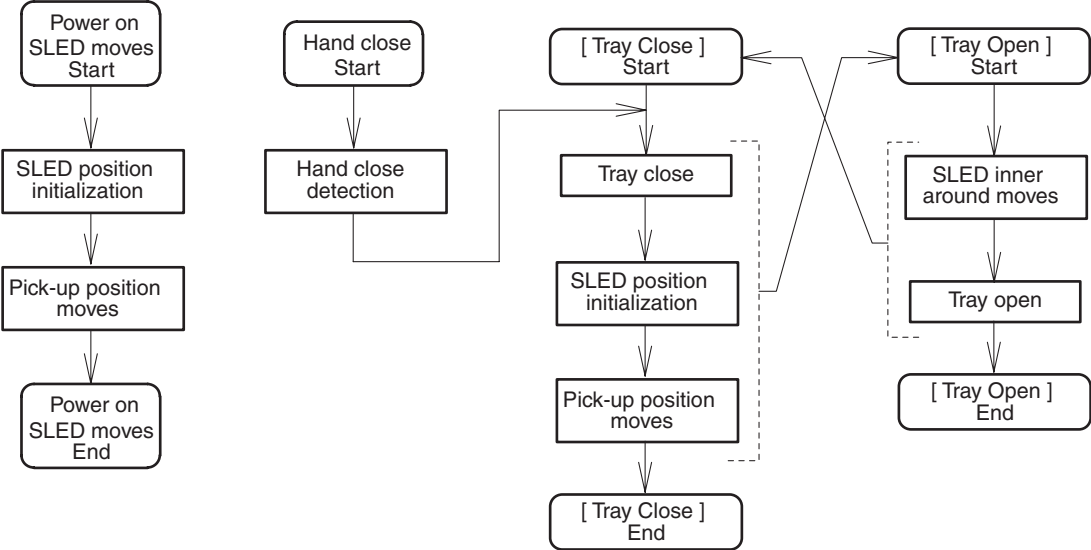 Power on
SLED moves
Start
SLED position
initialization
Pick-up position
moves
Power on
SLED moves
End
Hand close
Start
Hand close
detection
[ Tray Close ]
Start
Tray close
SLED position
initialization
Pick-up position
moves
[ Tray Close ]
End
[ Tray Open ]
Start
SLED inner
around moves
Tray open
[ Tray Open ]
End